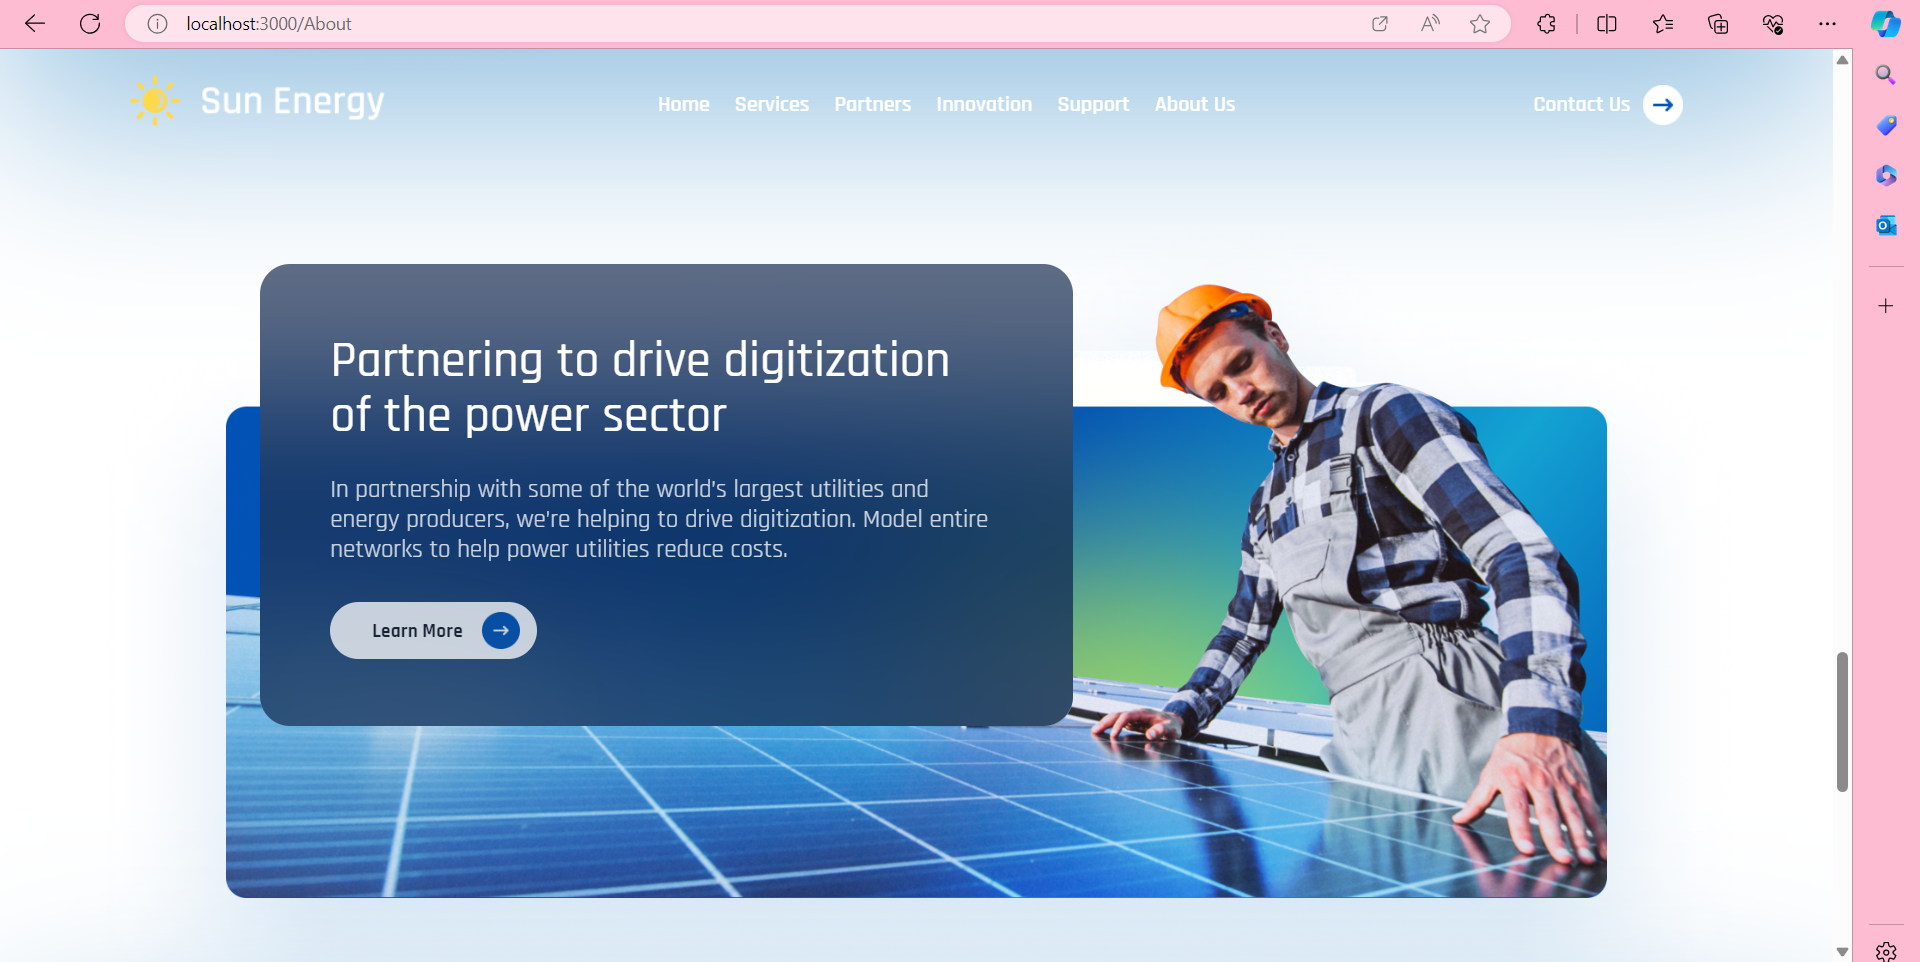 localhost:3000/About
Sun Energy
Home Services Partners Innovation Support About Us
Contact Us
Partnering to drive digitization
of the power sector
In partnership with some of the world's largest utilities and
energy producers, we're helping to drive digitization. Model entire
networks to help power utilities reduce costs.
Learn More